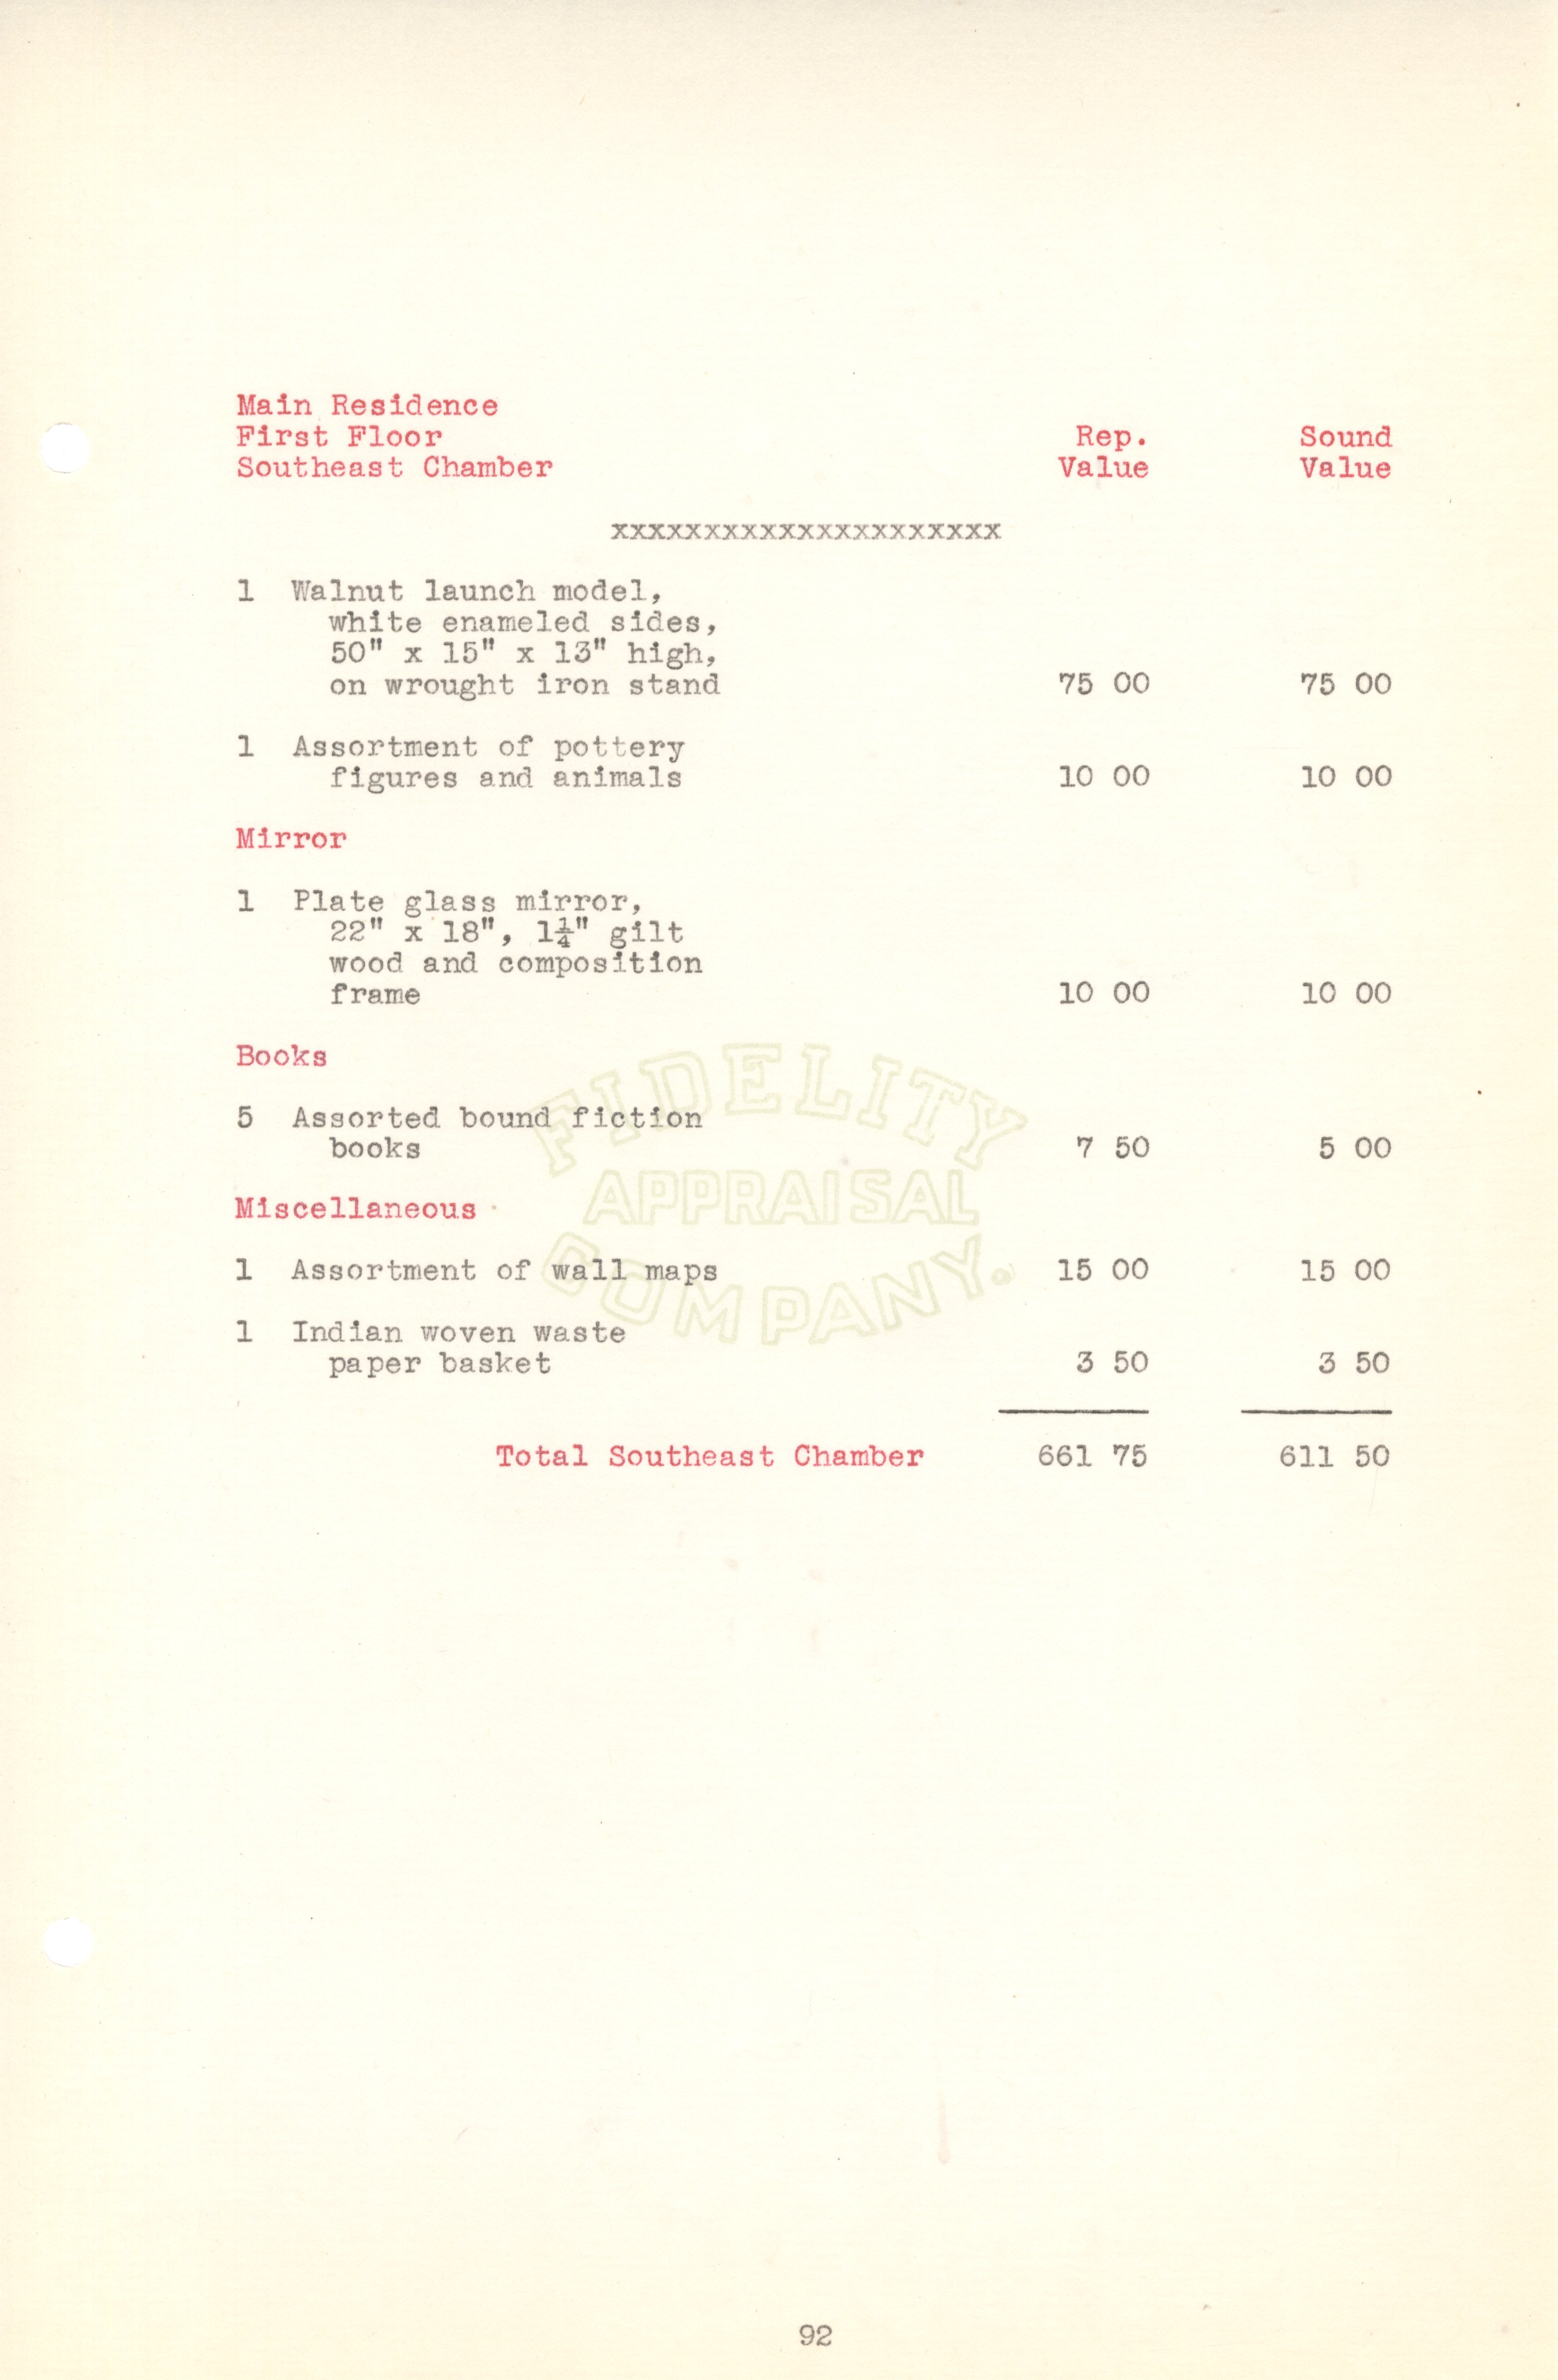 Main Residence
First Floor Rep. Sound
Southeast Chamber Value Value
xxxxxxxxxxxxxxxxxxxxx
1 Walnut launch model,
white enameled sides,
50" x 15" x 13" high,
on wrought iron stand 75 00 75 00
1 Assortment of pottery
figures and animals 10 00 10 00
Mirror
1 Plate glass mirror,
22" x 18", 1¼" gilt
wood and composition
frame 10 00 10 00
Books
5 Assorted bound fiction
books 7 50 5 00
Miscellaneous
1 Assortment of wall maps 15 00 15 00
1 Indian woven waste
paper basket 3 50 3 50
Total Southeast Chamber 661 75 611 50
FIDELITY
APPRAISAL
COMPANY.
92